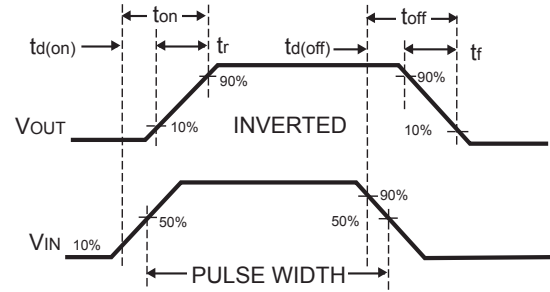 ton toff
td(on) tr td(off) tf
90% 90%
VOUT 10% INVERTED 10%
90%
50% 50%
VIN 10%
PULSE WIDTH